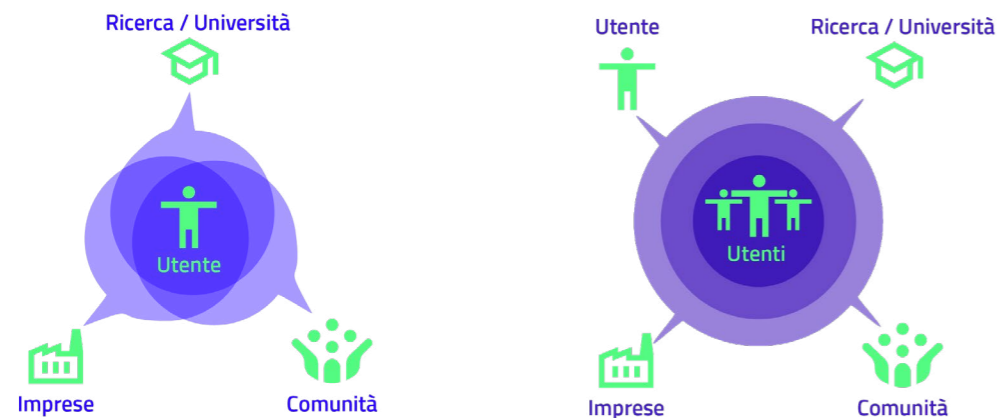 Ricerca / Università
Utente
Imprese
Comunità
Utente
Ricerca / Università
Utenti
Imprese
Comunità